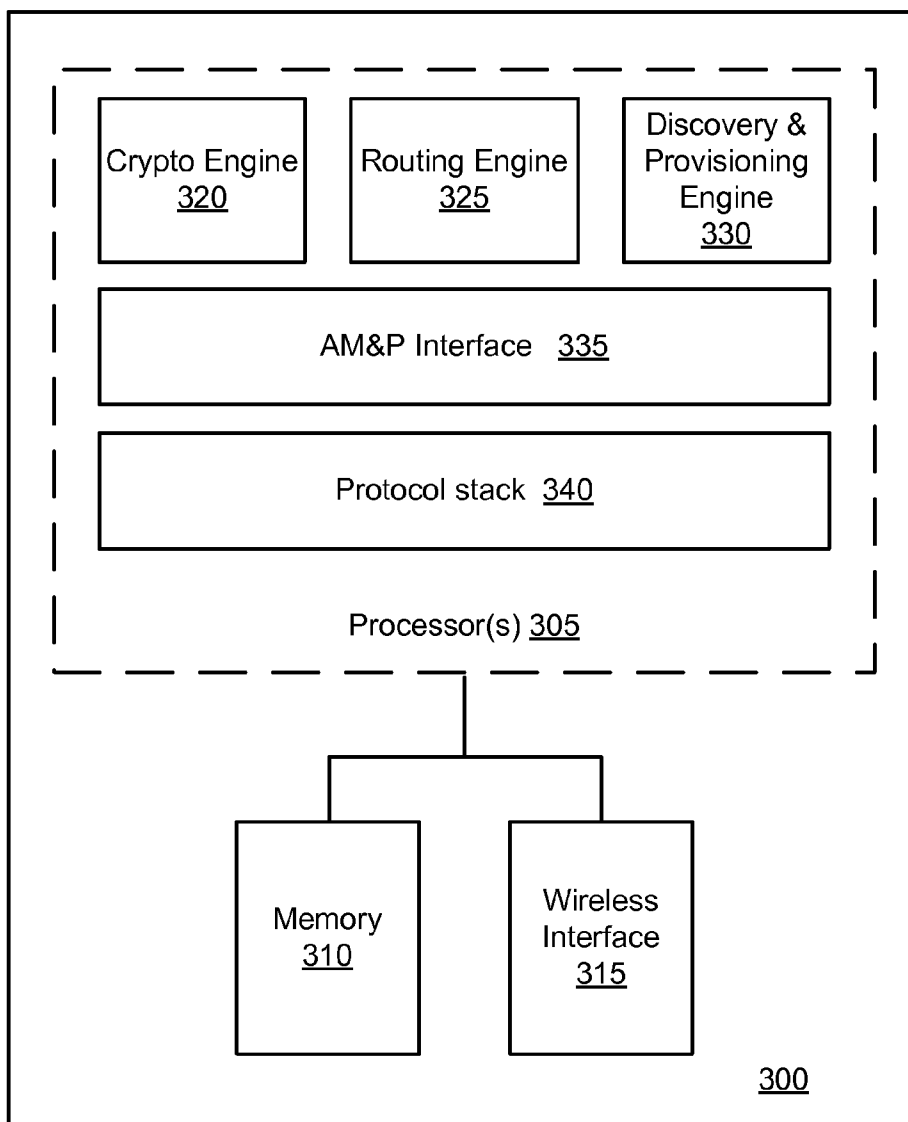 Crypto Engine
320
Routing Engine
325
Discovery &
Provisioning
Engine
330
AM&P Interface 335
Protocol stack 340
Processor(s) 305
Memory
310
Wireless
Interface
315
300